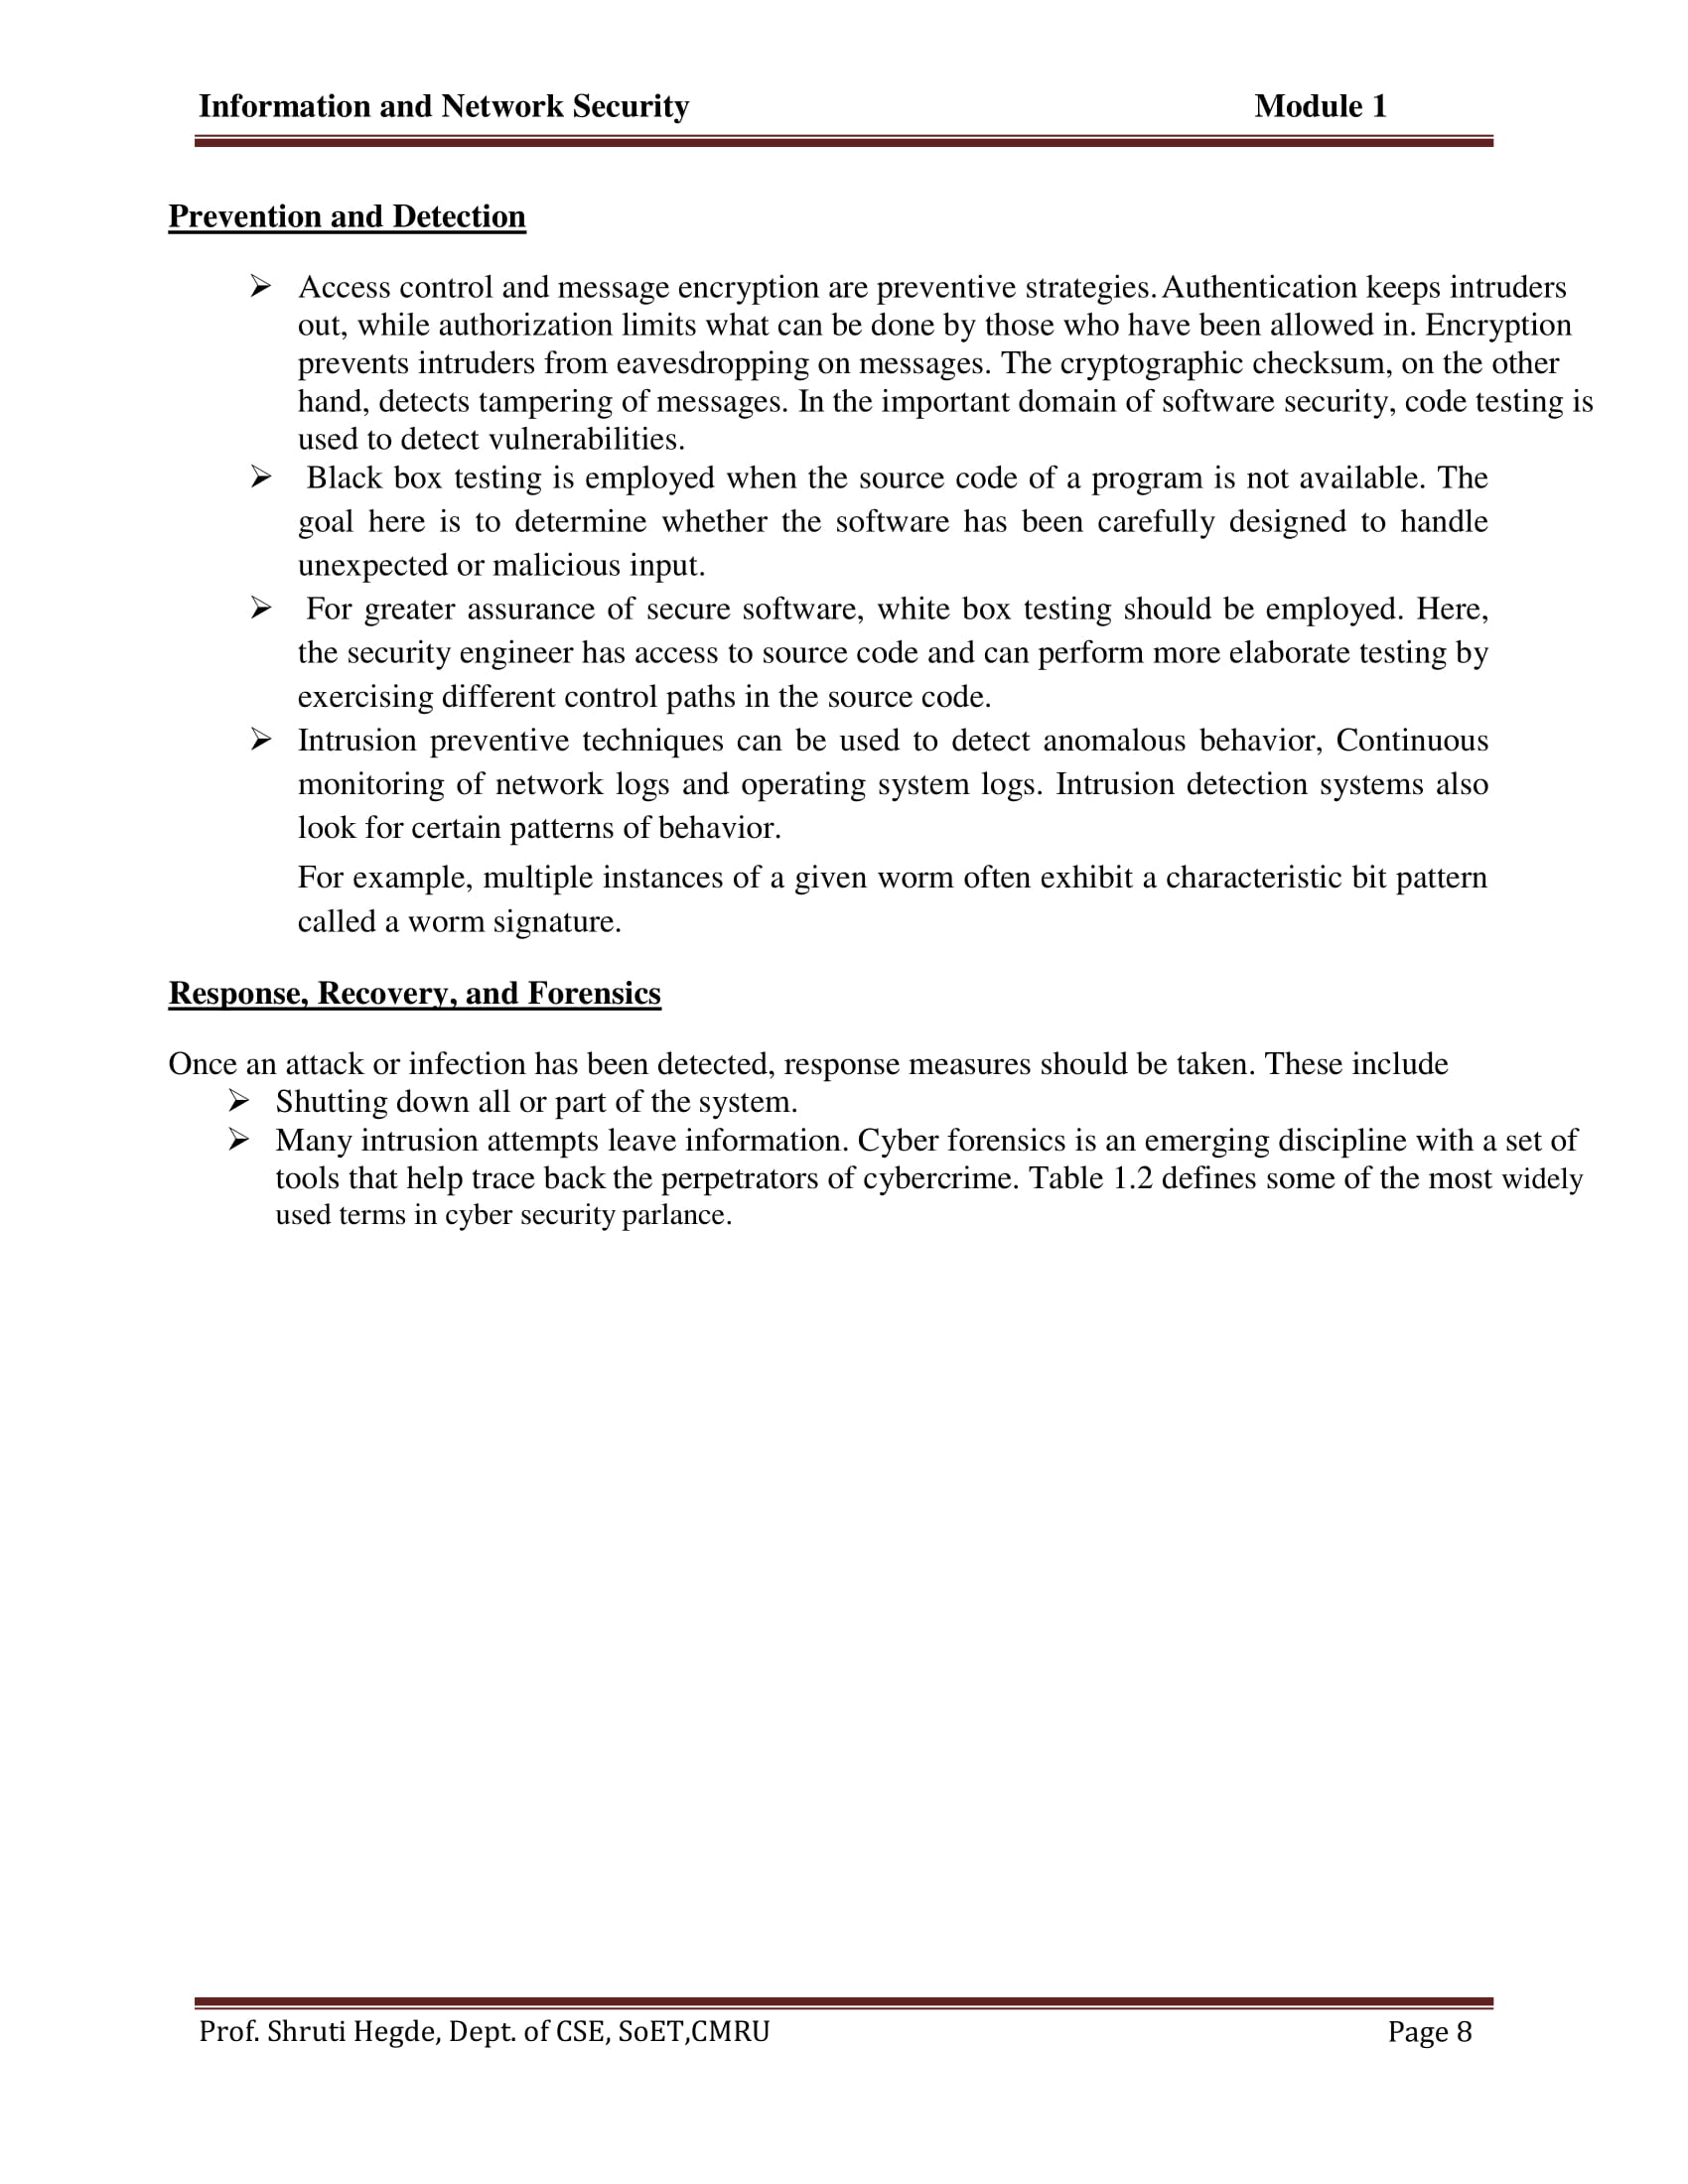 Information and Network Security Module 1
Prevention and Detection
➢ Access control and message encryption are preventive strategies. Authentication keeps intruders
out, while authorization limits what can be done by those who have been allowed in. Encryption
prevents intruders from eavesdropping on messages. The cryptographic checksum, on the other
hand, detects tampering of messages. In the important domain of software security, code testing is
used to detect vulnerabilities.
➢ Black box testing is employed when the source code of a program is not available. The
goal here is to determine whether the software has been carefully designed to handle
unexpected or malicious input.
➢ For greater assurance of secure software, white box testing should be employed. Here,
the security engineer has access to source code and can perform more elaborate testing by
exercising different control paths in the source code.
➢ Intrusion preventive techniques can be used to detect anomalous behavior, Continuous
monitoring of network logs and operating system logs. Intrusion detection systems also
look for certain patterns of behavior.
For example, multiple instances of a given worm often exhibit a characteristic bit pattern
called a worm signature.
Response, Recovery, and Forensics
Once an attack or infection has been detected, response measures should be taken. These include
➢ Shutting down all or part of the system.
➢ Many intrusion attempts leave information. Cyber forensics is an emerging discipline with a set of
tools that help trace back the perpetrators of cybercrime. Table 1.2 defines some of the most widely
used terms in cyber security parlance.
Prof. Shruti Hegde, Dept. of CSE, SoET,CMRU Page 8